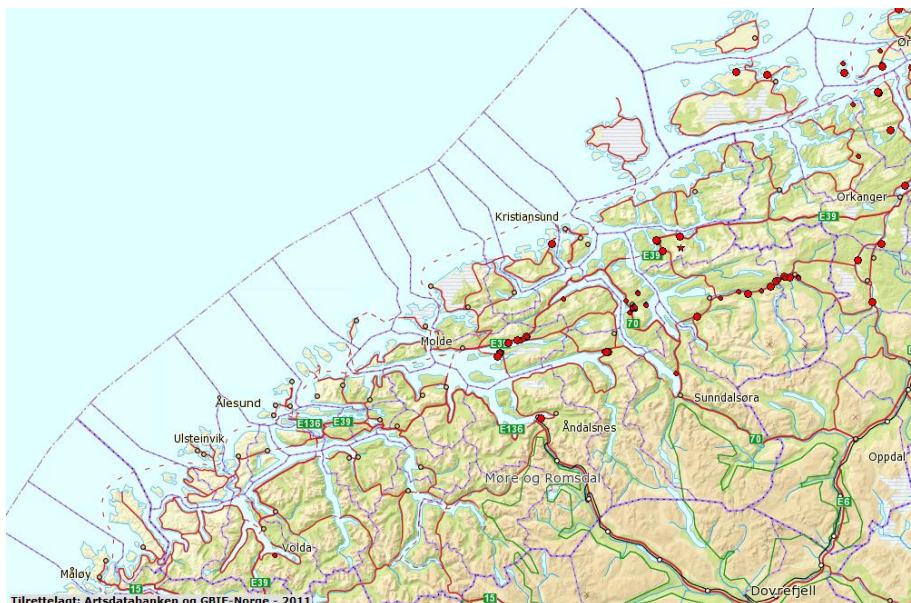 Ør
Orkanger
Kristiansund
E39
E39
70
Molde
E39
Sunndalsøra
Ålesund
E136
E39
Ulsteinvik
E136
Åndalsnes
70
Oppdal
Møre og Romsdal
E6
Volda
Måløy
E39
15
15
Dovrefjell
Tilrettelagt: Artsdatabanken og GBIF-Norge - 2011